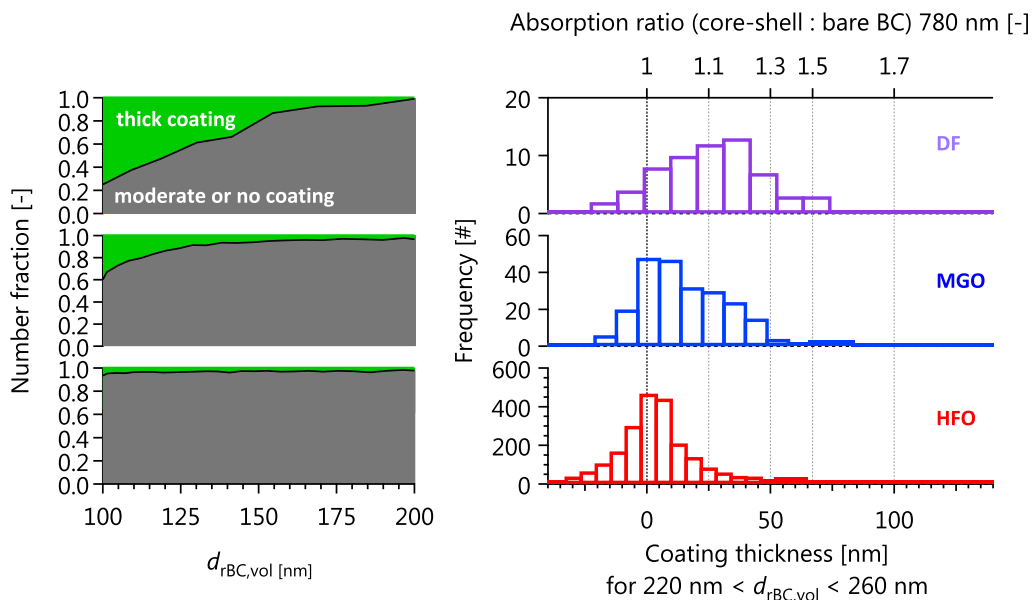 Absorption ratio (core-shell : bare BC) 780 nm [-]
1 1.1 1.3 1.5 1.7
Number fraction [-]
1.0
0.8
0.6
0.4
0.2
0.0
thick coating
moderate or no coating
1.0
0.8
0.6
0.4
0.2
0.0
1.0
0.8
0.6
0.4
0.2
0.0
100 125 150 175 200
drBC,vol [nm]
Frequency [#]
20
10
0
DF
60
40
20
0
MGO
600
400
200
0
HFO
0 50 100
Coating thickness [nm]
for 220 nm < drBC,vol < 260 nm